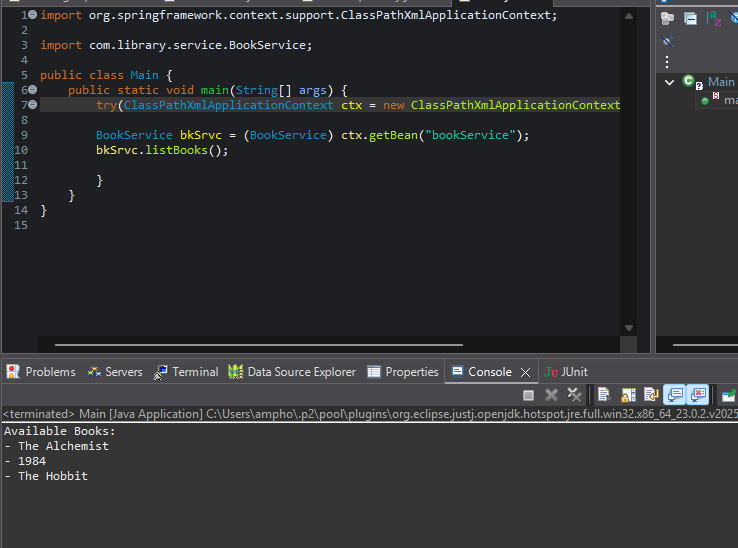 1 import org.springframework.context.support.ClassPathXmlApplicationContext;
2
3 import com.library.service.BookService;
4
5 public class Main {
6     public static void main(String[] args) {
7         try(ClassPathXmlApplicationContext ctx = new ClassPathXmlApplicationContext
8
9         BookService bkSrvc = (BookService) ctx.getBean("bookService");
10         bkSrvc.listBooks();
11
12         }
13     }
14 }
15
Main
ma
Problems Servers Terminal Data Source Explorer Properties Console JUnit
<terminated> Main [Java Application] C:\Users\ampho\.p2\pool\plugins\org.eclipse.justj.openjdk.hotspot.jre.full.win32.x86_64_23.0.2.v2025
Available Books:
- The Alchemist
- 1984
- The Hobbit